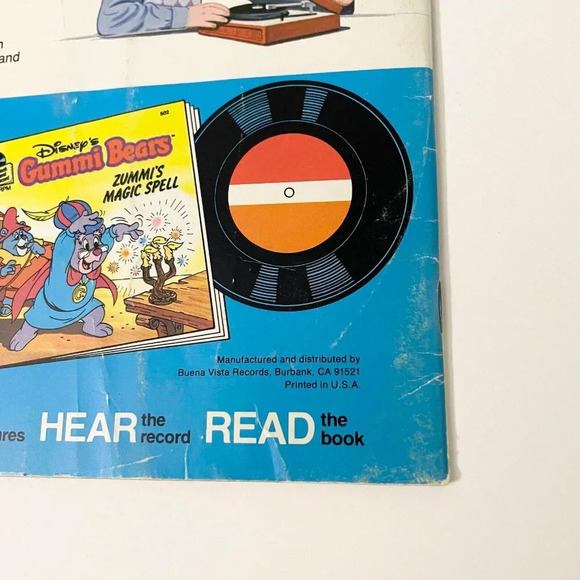 and
502
Disney's
Gummi Bears
ZUMMI'S
MAGIC SPELL
Manufactured and distributed by
Buena Vista Records, Burbank, CA 91521
Printed in U.S.A.
HEAR the record READ the book